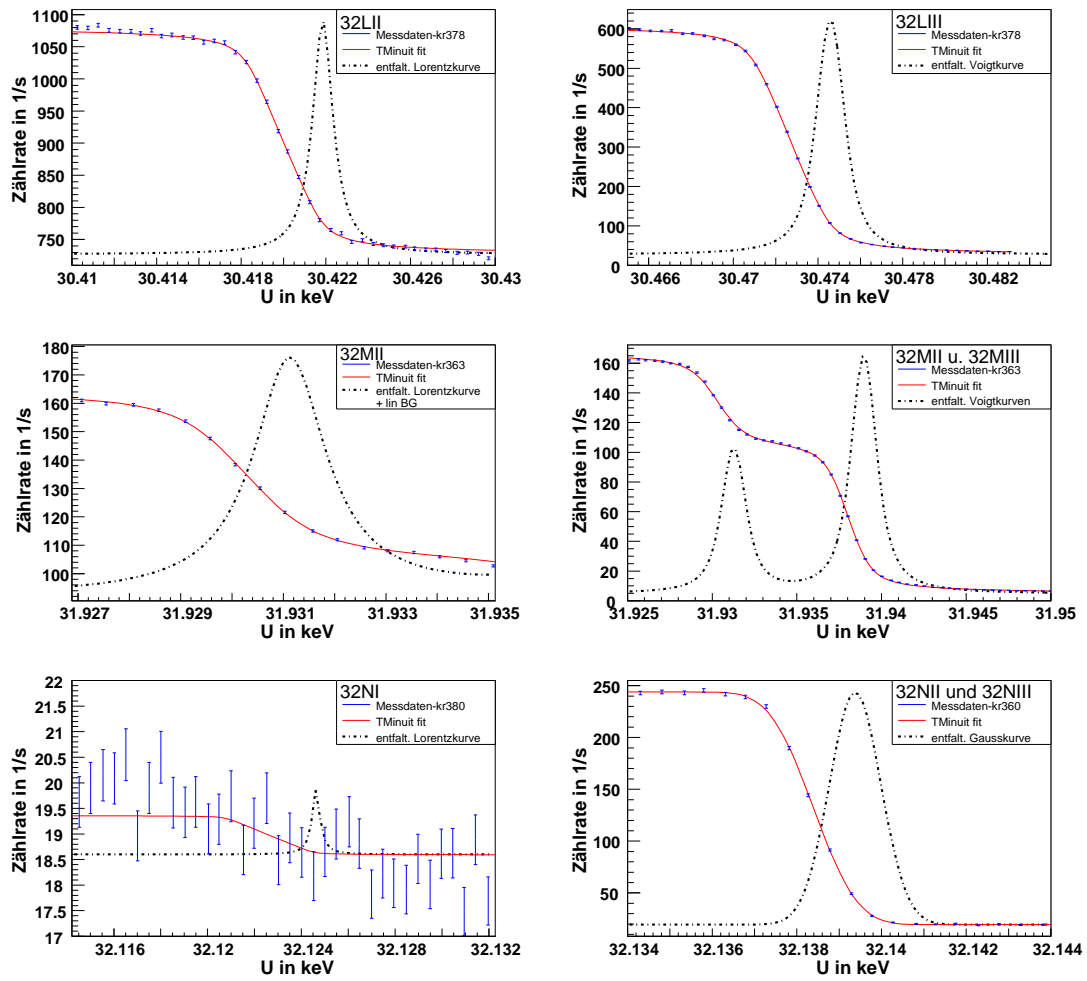 32LII
Messdaten-kr378
TMinuit fit
entfalt. Lorentzkurve
Zählrate in 1/s
1100
1050
1000
950
900
850
800
750
30.41 30.414 30.418 30.422 30.426 30.43
U in keV
32LIII
Messdaten-kr378
TMinuit fit
entfalt. Voigtkurve
Zählrate in 1/s
600
500
400
300
200
100
0
30.466 30.47 30.474 30.478 30.482
U in keV
32MII
Messdaten-kr363
TMinuit fit
entfalt. Lorentzkurve
+ lin BG
Zählrate in 1/s
180
170
160
150
140
130
120
110
100
31.927 31.929 31.931 31.933 31.935
U in keV
32MII u. 32MIII
Messdaten-kr363
TMinuit fit
entfalt. Voigtkurven
Zählrate in 1/s
160
140
120
100
80
60
40
20
0
31.925 31.93 31.935 31.94 31.945 31.95
U in keV
32NI
Messdaten-kr380
TMinuit fit
entfalt. Lorentzkurve
Zählrate in 1/s
22
21.5
21
20.5
20
19.5
19
18.5
18
17.5
17
32.116 32.12 32.124 32.128 32.132
U in keV
32NII und 32NIII
Messdaten-kr360
TMinuit fit
entfalt. Gausskurve
Zählrate in 1/s
250
200
150
100
50
32.134 32.136 32.138 32.14 32.142 32.144
U in keV